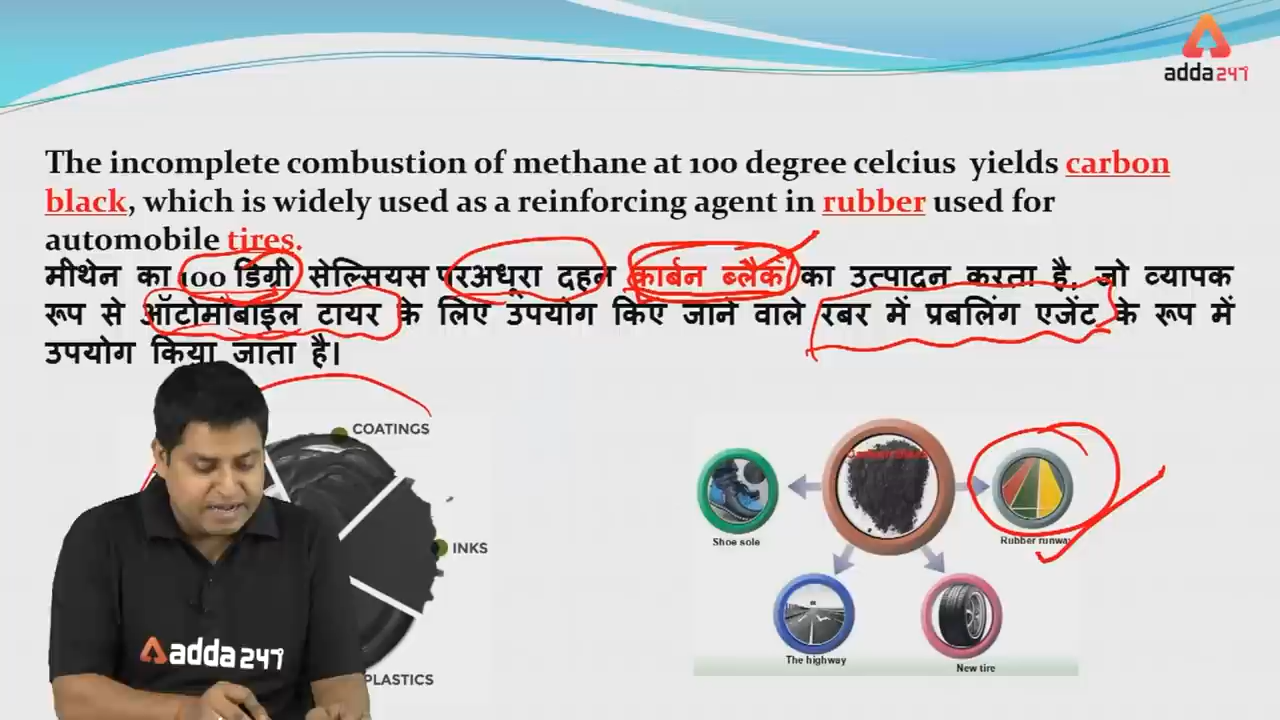 adda247
The incomplete combustion of methane at 100 degree celcius yields carbon
black, which is widely used as a reinforcing agent in rubber used for
automobile tires.
मीथेन का 100 डिग्री सेल्सियस परअधूरा दहन कार्बन ब्लैक का उत्पादन करता है, जो व्यापक
रूप से ऑटोमोबाइल टायर के लिए उपयोग किए जाने वाले रबर में प्रबलिंग एजेंट के रूप में
उपयोग किया जाता है।
COATINGS
INKS
PLASTICS
Shoe sole
Rubber runway
The highway
New tire
adda247